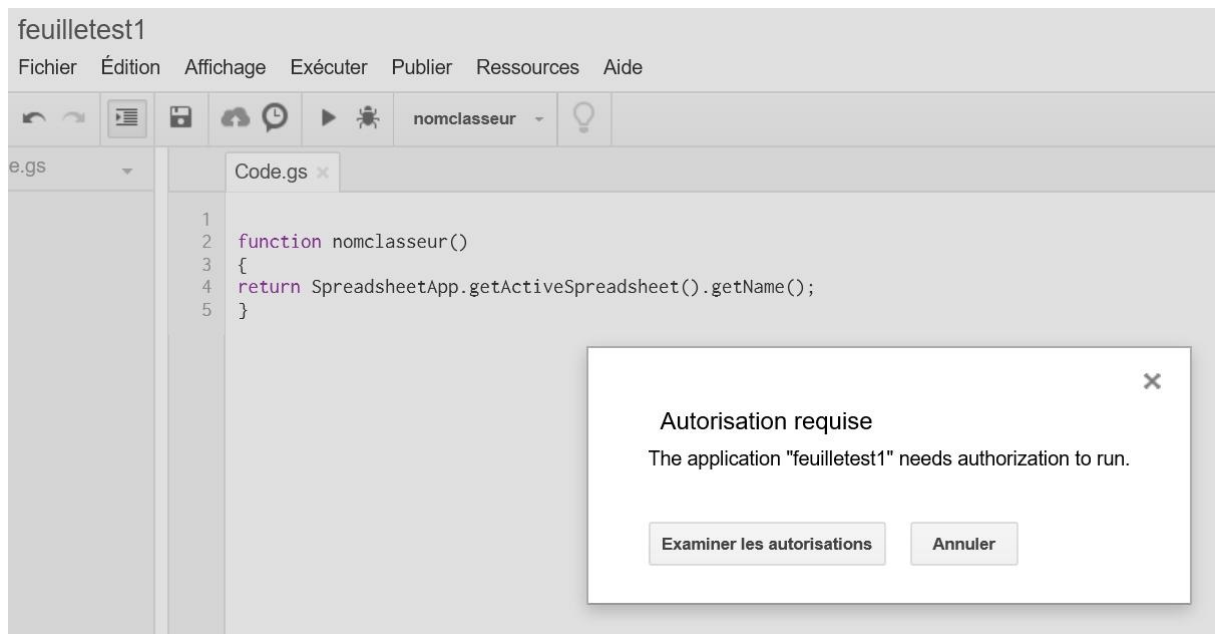 feuilletest1
Fichier Édition Affichage Exécuter Publier Ressources Aide
nomclasseur
e.gs
Code.gs ×
1
2 function nomclasseur()
3 {
4 return SpreadsheetApp.getActiveSpreadsheet().getName();
5 }
Autorisation requise
The application "feuilletest1" needs authorization to run.
Examiner les autorisations Annuler